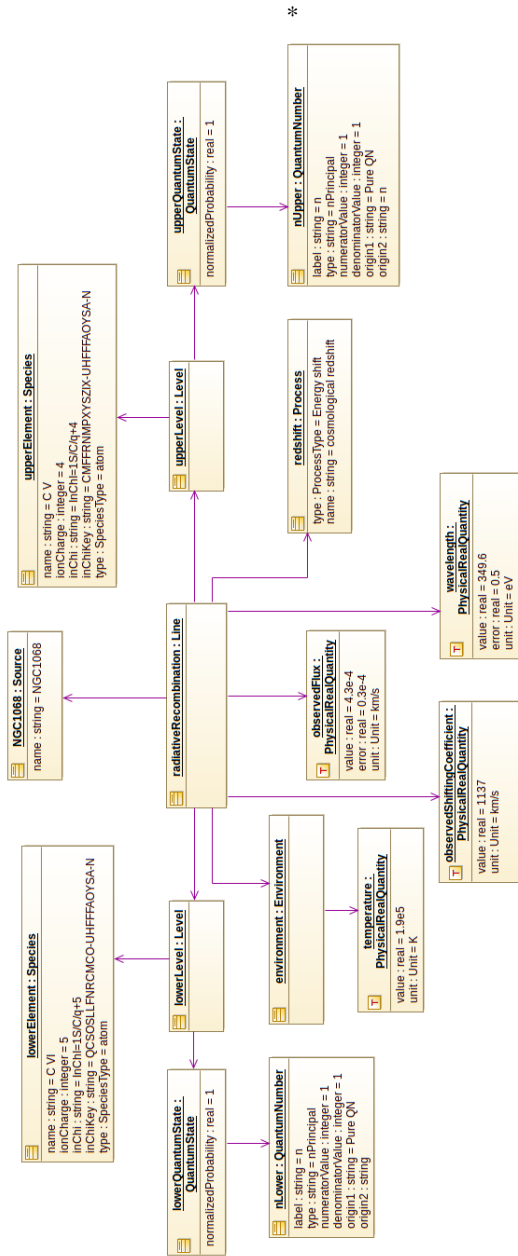 *
lowerElement : Species
name : string = C VI
ionCharge : integer = 5
inChi : string = InChI=1S/C/q+5
inChiKey : string = QCSOSLLFNRCMCO-UHFFFAOYSA-N
type : SpeciesType = atom
NGC1068 : Source
name : string = NGC1068
upperElement : Species
name : string = C V
ionCharge : integer = 4
inChi : string = InChI=1S/C/q+4
inChiKey : string = CMFFRNMPXYSZIX-UHFFFAOYSA-N
type : SpeciesType = atom
lowerQuantumState :
QuantumState
normalizedProbability : real = 1
lowerLevel : Level
radiativeRecombination : Line
upperLevel : Level
upperQuantumState :
QuantumState
normalizedProbability : real = 1
nLower : QuantumNumber
label : string = n
type : string = nPrincipal
numeratorValue : integer = 1
denominatorValue : integer = 1
origin1 : string = Pure QN
origin2 : string
environment : Environment
temperature :
PhysicalRealQuantity
value : real = 1.9e5
unit : Unit = K
observedFlux :
PhysicalRealQuantity
value : real = 4.3e-4
error : real = 0.3e-4
unit : Unit = km/s
redshift : Process
type : ProcessType = Energy shift
name : string = cosmological redshift
nUpper : QuantumNumber
label : string = n
type : string = nPrincipal
numeratorValue : integer = 1
denominatorValue : integer = 1
origin1 : string = Pure QN
origin2 : string = n
observedShiftingCoefficient :
PhysicalRealQuantity
value : real = 1137
unit : Unit = km/s
wavelength :
PhysicalRealQuantity
value : real = 349.6
error : real = 0.5
unit : Unit = eV